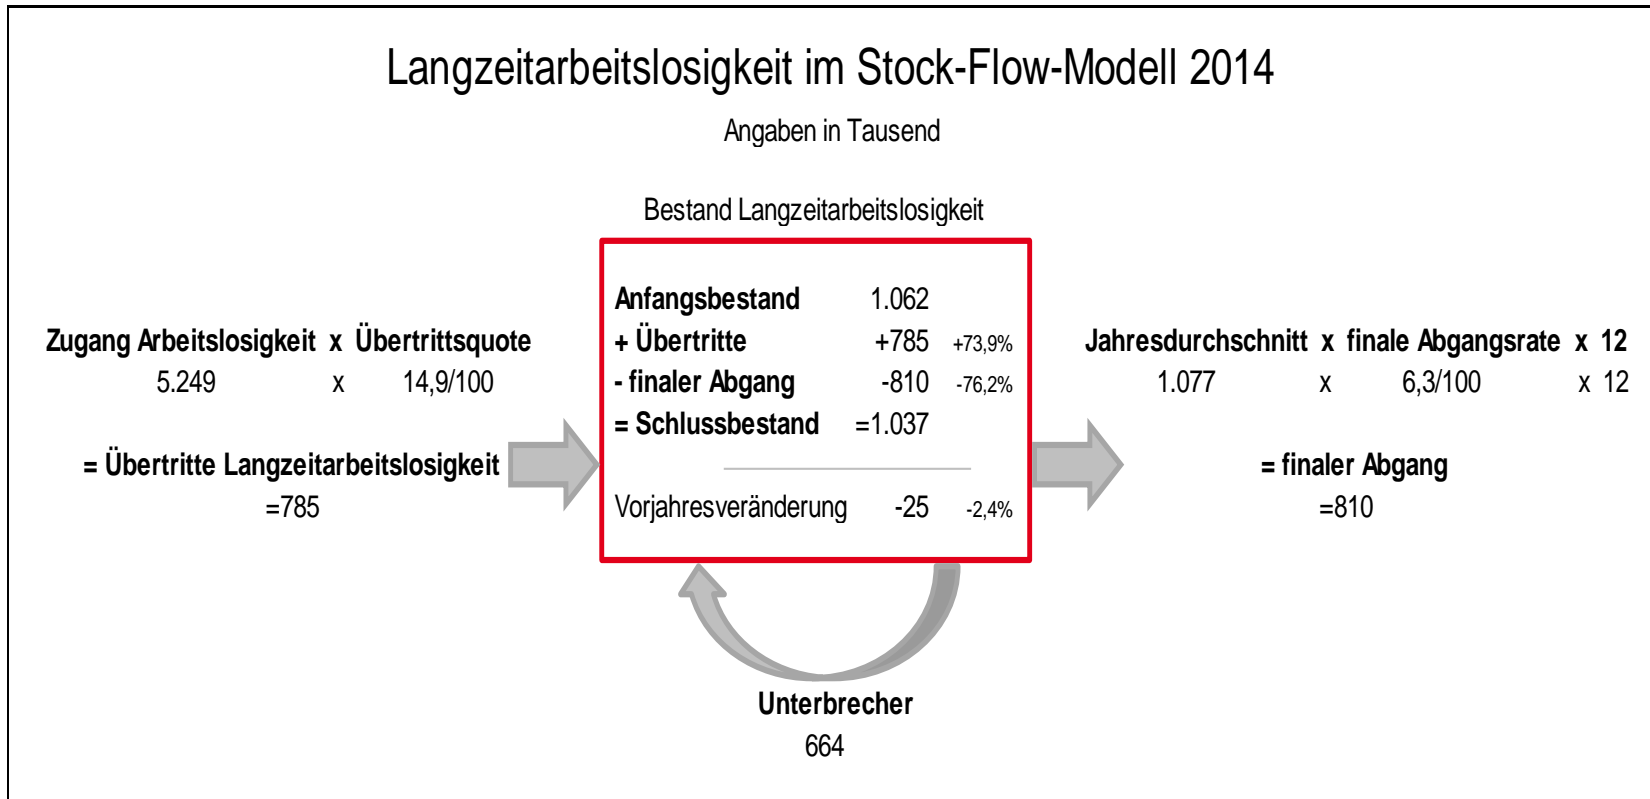 Langzeitarbeitslosigkeit im Stock-Flow-Modell 2014
Angaben in Tausend
Bestand Langzeitarbeitslosigkeit
Zugang Arbeitslosigkeit x Übertrittsquote
5.249 x 14,9/100
= Übertritte Langzeitarbeitslosigkeit
=785
Anfangsbestand 1.062
+ Übertritte +785 +73,9%
- finaler Abgang -810 -76,2%
= Schlussbestand =1.037
Vorjahresveränderung -25 -2,4%
Jahresdurchschnitt x finale Abgangsrate x 12
1.077 x 6,3/100 x 12
= finaler Abgang
=810
Unterbrecher
664